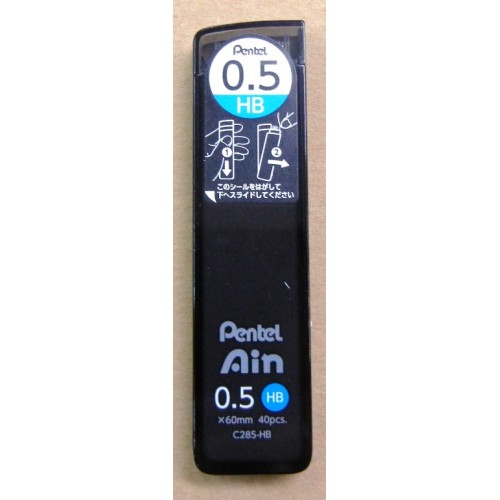 Pentel
0.5
HB
1 2
このシールをはがして
下へスライドしてください
Pentel
Ain
0.5 HB
×60mm 40pcs.
C285-HB